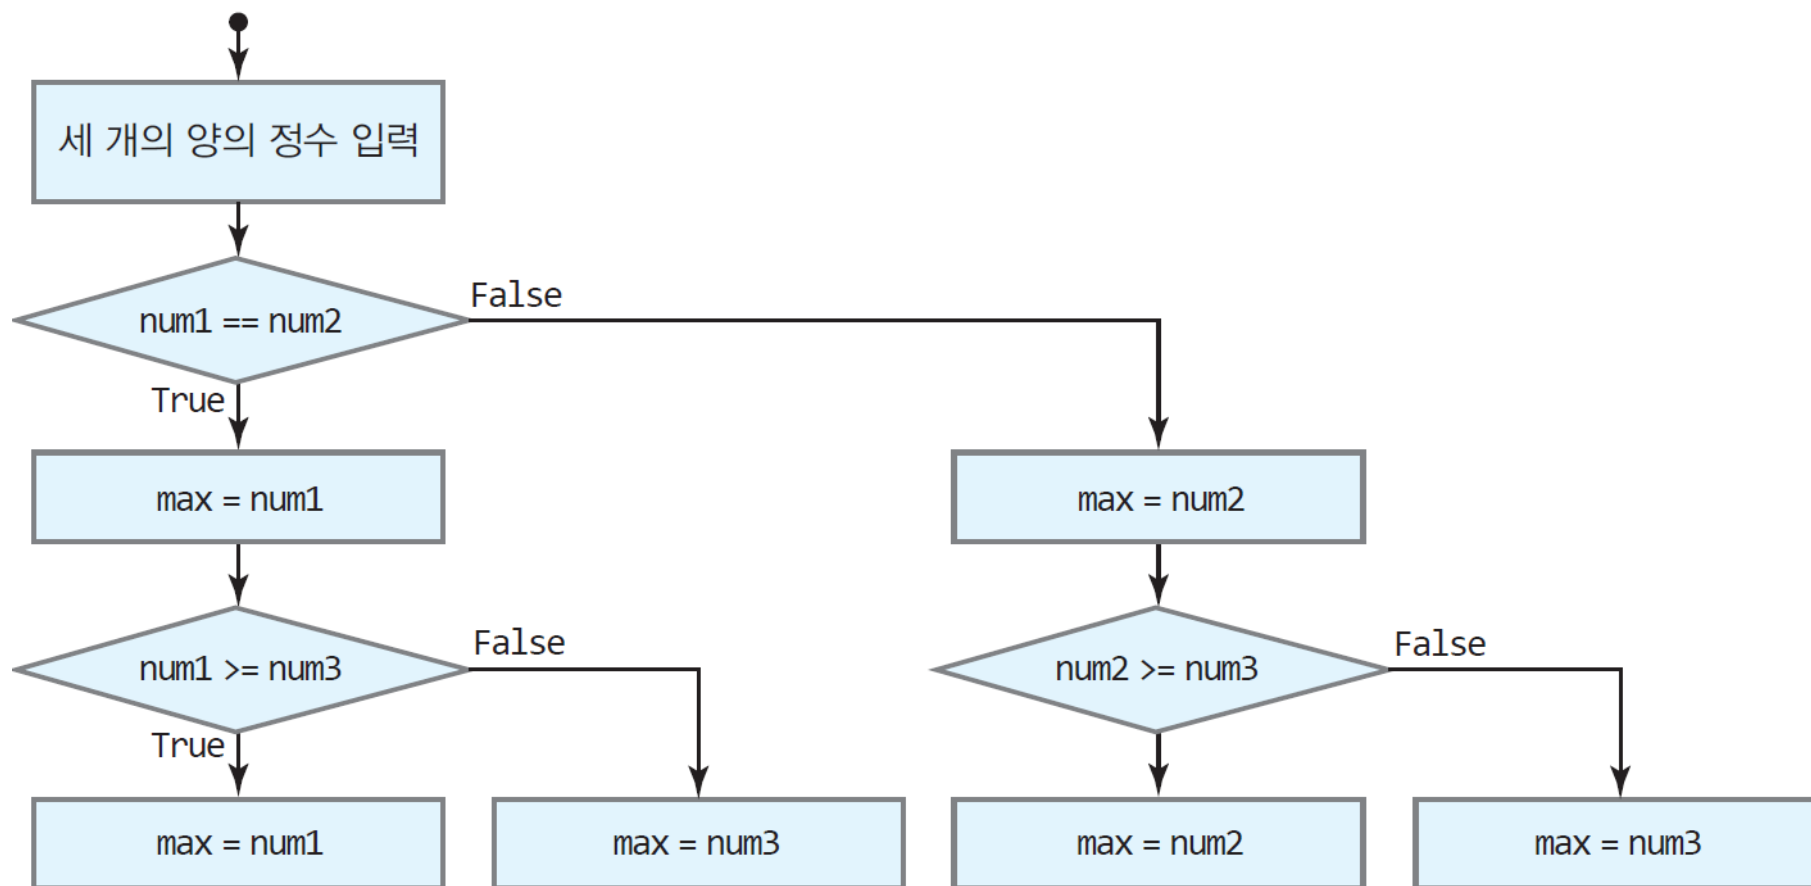 세 개의 양의 정수 입력
num1 == num2
False
True
max = num1
max = num2
num1 >= num3
False
True
num2 >= num3
False
max = num1
max = num3
max = num2
max = num3